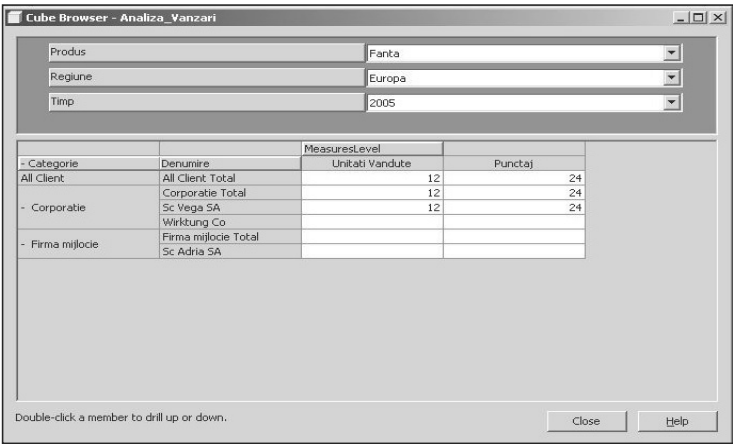 Cube Browser - Analiza_Vanzari
Produs Fanta
Regiune Europa
Timp 2005
MeasuresLevel
- Categorie Denumire Unitati Vandute Punctaj
All Client All Client Total 12 24
Corporatie Total 12 24
- Corporatie Sc Vega SA 12 24
Wirktung Co
Firma mijlocie Total
- Firma mijlocie
Sc Adria SA
Double-click a member to drill up or down.
Close Help